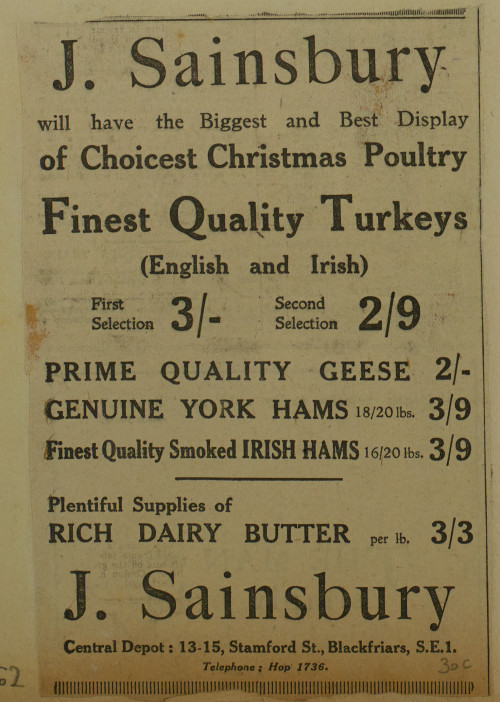 J. Sainsbury
will have the Biggest and Best Display
of Choicest Christmas Poultry
Finest Quality Turkeys
(English and Irish)
First Selection 3/- Second Selection 2/9
PRIME QUALITY GEESE 2/-
GENUINE YORK HAMS 18/20 lbs. 3/9
Finest Quality Smoked IRISH HAMS 16/20 lbs. 3/9
Plentiful Supplies of
RICH DAIRY BUTTER per lb. 3/3
J. Sainsbury
Central Depot: 13-15, Stamford St., Blackfriars, S.E.1.
Telephone: Hop 1736.